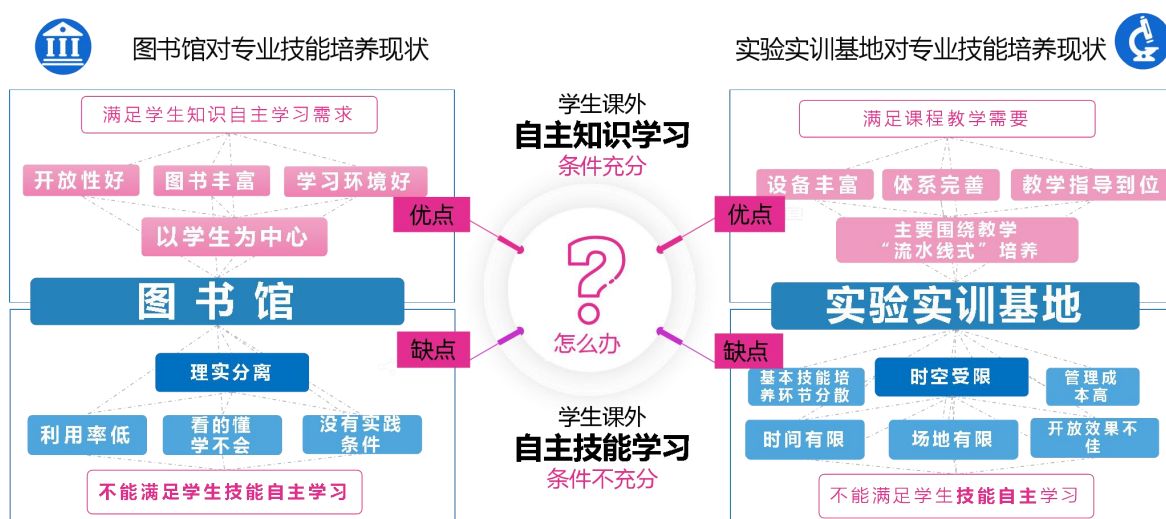 图书馆对专业技能培养现状
满足学生知识自主学习需求
开放性好
图书丰富
学习环境好
以学生为中心
优点
图书馆
缺点
理实分离
利用率低
看的懂
学不会
没有实践
条件
不能满足学生技能自主学习
学生课外
自主知识学习
条件充分
?
怎么办
学生课外
自主技能学习
条件不充分
实验实训基地对专业技能培养现状
满足课程教学需要
设备丰富
体系完善
教学指导到位
主要围绕教学
“流水线式”培养
优点
实验实训基地
缺点
基本技能培
养环节分散
时空受限
管理成
本高
时间有限
场地有限
开放效果不
佳
不能满足学生技能自主学习